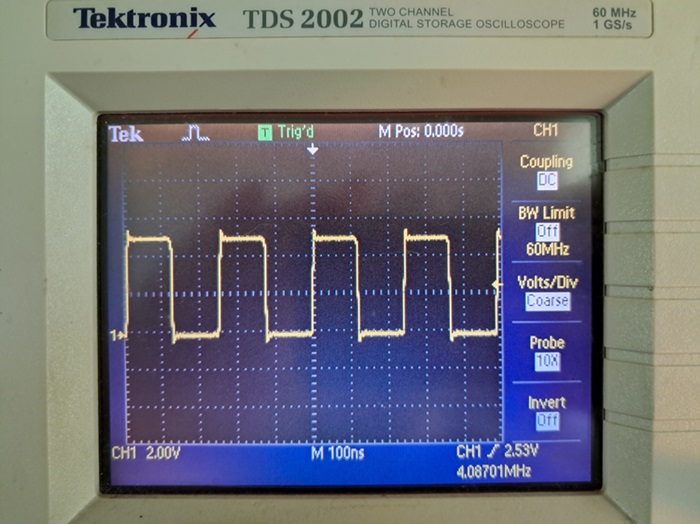 Tektronix TDS 2002 TWO CHANNEL DIGITAL STORAGE OSCILLOSCOPE
60 MHz
1 GS/s
Tek T Trig'd M Pos: 0.000s CH1
Coupling
DC
BW Limit
Off
60MHz
Volts/Div
Coarse
Probe
10X
Invert
Off
1
CH1 2.00V M 100ns CH1 2.53V
4.08701MHz